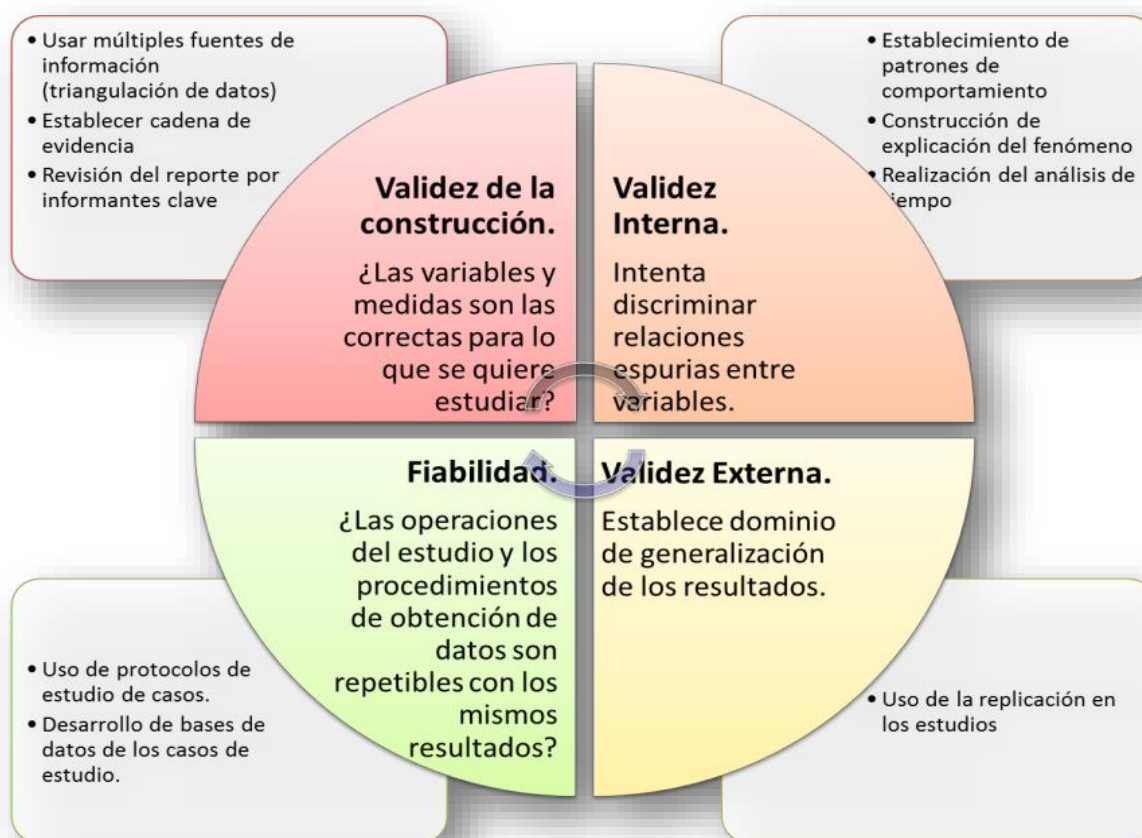 • Usar múltiples fuentes de
información
(triangulación de datos)
• Establecer cadena de
evidencia
• Revisión del reporte por
informantes clave
Validez de la
construcción.
¿Las variables y
medidas son las
correctas para lo
que se quiere
estudiar?
• Establecimiento de
patrones de
comportamiento
• Construcción de
explicación del fenómeno
• Realización del análisis de
tiempo
Validez
Interna.
Intenta
discriminar
relaciones
espurias entre
variables.
Fiabilidad.
¿Las operaciones
del estudio y los
procedimientos
de obtención de
datos son
repetibles con los
mismos
resultados?
• Uso de protocolos de
estudio de casos.
• Desarrollo de bases de
datos de los casos de
estudio.
Validez Externa.
Establece dominio
de generalización
de los resultados.
• Uso de la replicación en
los estudios